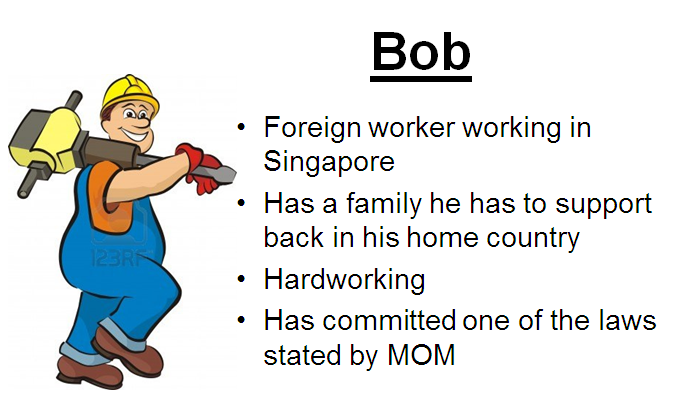 Bob
• Foreign worker working in
Singapore
• Has a family he has to support
back in his home country
• Hardworking
• Has committed one of the laws
stated by MOM
123RF